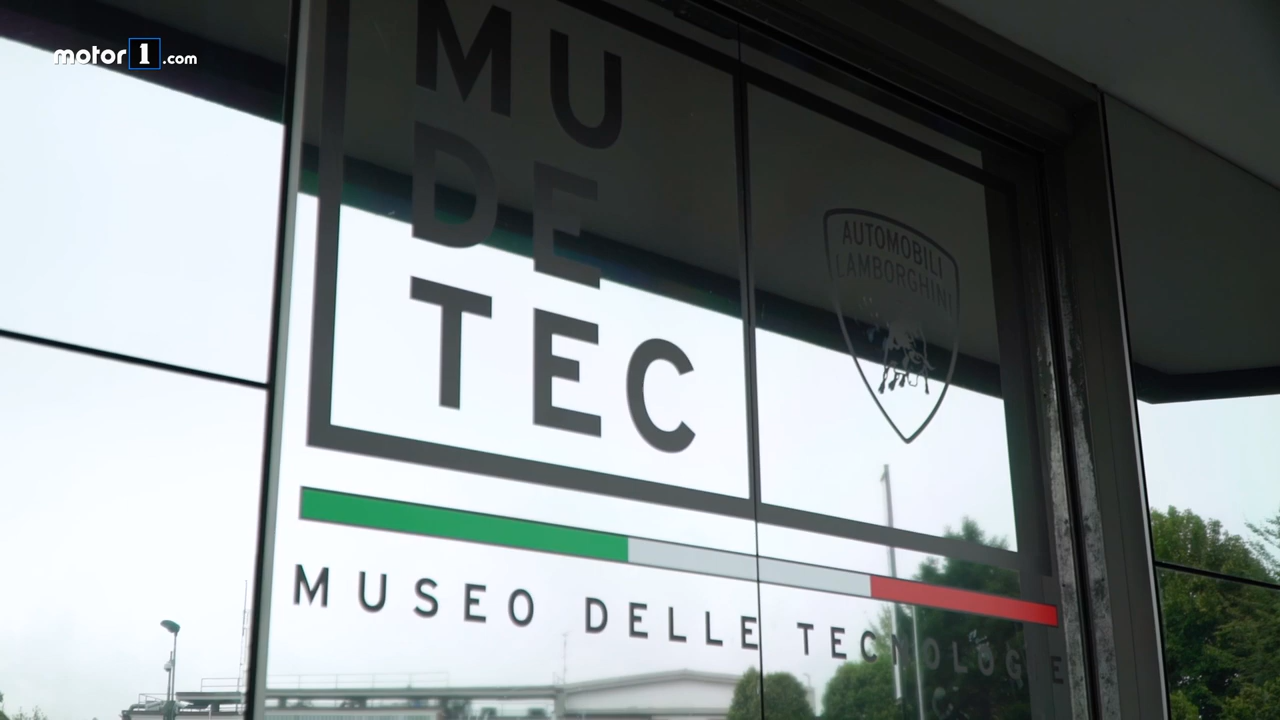 motor1.com
MU
DE
TEC
AUTOMOBILI
LAMBORGHINI
MUSEO DELLE TECNOLOGIE